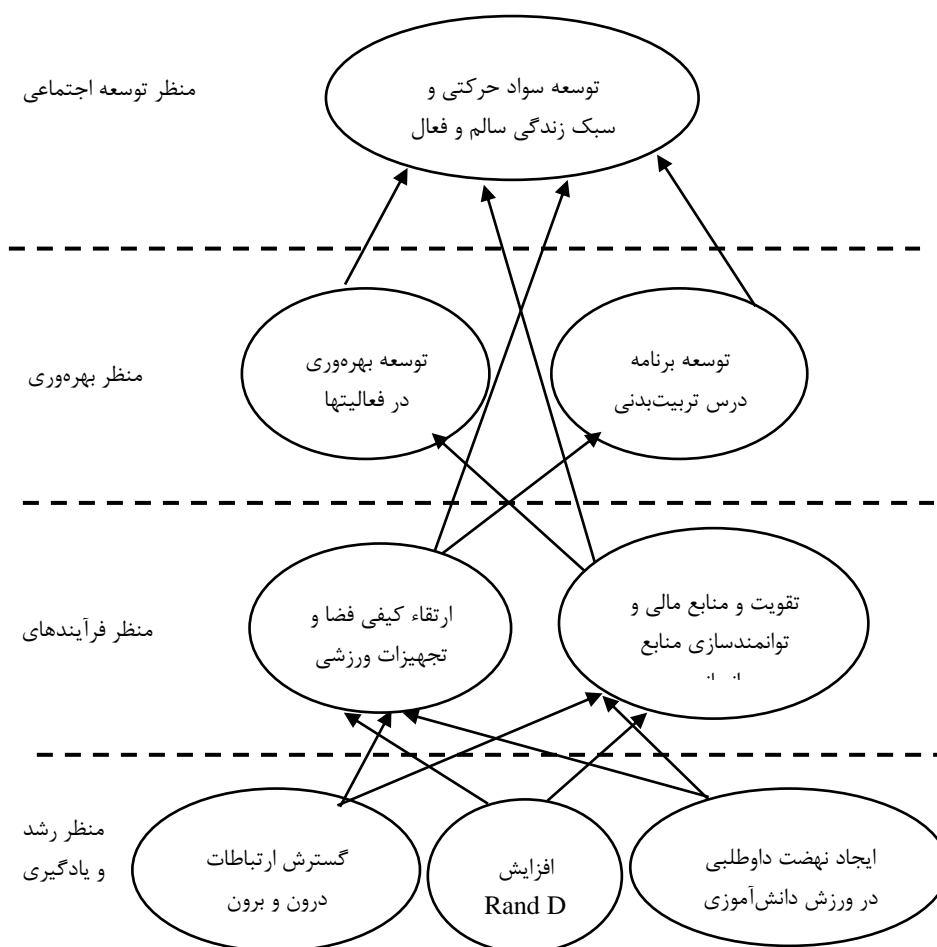 منظر توسعه اجتماعی
توسعه سواد حرکتی و
سبک زندگی سالم و فعال
منظر بهره‌وری
توسعه برنامه
درس تربیت‌بدنی
توسعه بهره‌وری
در فعالیتها
منظر فرآیندهای
تقویت و منابع مالی و
توانمندسازی منابع
ارتقاء کیفی فضا و
تجهیزات ورزشی
منظر رشد
و یادگیری
ایجاد نهضت داوطلبی
در ورزش دانش‌آموزی
افزایش
Rand D
گسترش ارتباطات
درون و برون